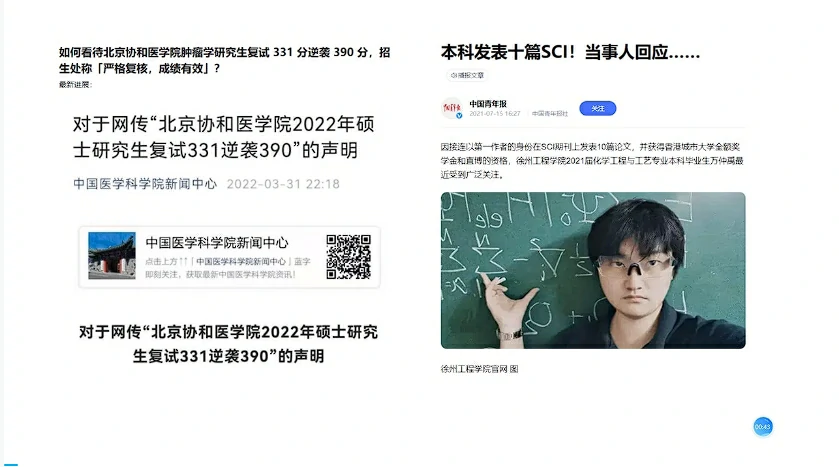 如何看待北京协和医学院肿瘤学研究生复试 331 分逆袭 390 分，招
生处称「严格复核，成绩有效」？
最新进展：
对于网传“北京协和医学院2022年硕
士研究生复试331逆袭390”的声明
中国医学科学院新闻中心 2022-03-31 22:18
中国医学科学院新闻中心
点击上方↑↑「中国医学科学院新闻中心」蓝字
即刻关注，获取最新中国医学科学院资讯！
对于网传“北京协和医学院2022年硕士研究
生复试331逆袭390”的声明
本科发表十篇SCI！当事人回应……
播报文章
中国青年报
2021-07-15 16:27 中国青年报社
关注
因接连以第一作者的身份在SCI期刊上发表10篇论文，并获得香港城市大学全额奖
学金和直博的资格，徐州工程学院2021届化学工程与工艺专业本科毕业生万仲禹最
近受到广泛关注。
徐州工程学院官网 图
00:43